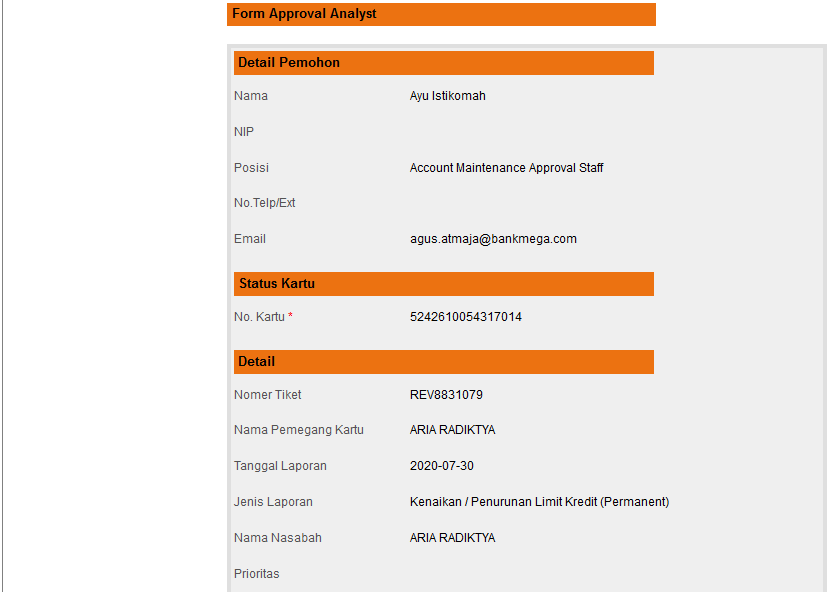 Form Approval Analyst
Detail Pemohon
Nama Ayu Istikomah
NIP
Posisi Account Maintenance Approval Staff
No.Telp/Ext
Email agus.atmaja@bankmega.com
Status Kartu
No. Kartu * 5242610054317014
Detail
Nomer Tiket REV8831079
Nama Pemegang Kartu ARIA RADIKTYA
Tanggal Laporan 2020-07-30
Jenis Laporan Kenaikan / Penurunan Limit Kredit (Permanent)
Nama Nasabah ARIA RADIKTYA
Prioritas